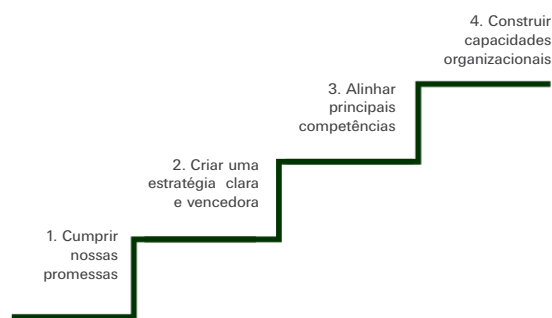 4. Construir
capacidades
organizacionais
3. Alinhar
principais
competências
2. Criar uma
estratégia clara
e vencedora
1. Cumprir
nossas
promessas